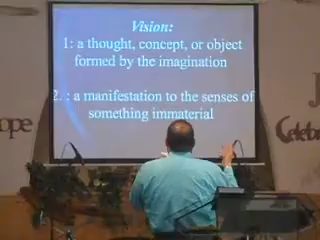 Vision:
1: a thought, concept, or object
formed by the imagination
2. : a manifestation to the senses of
something immaterial
ope
J
Celebr